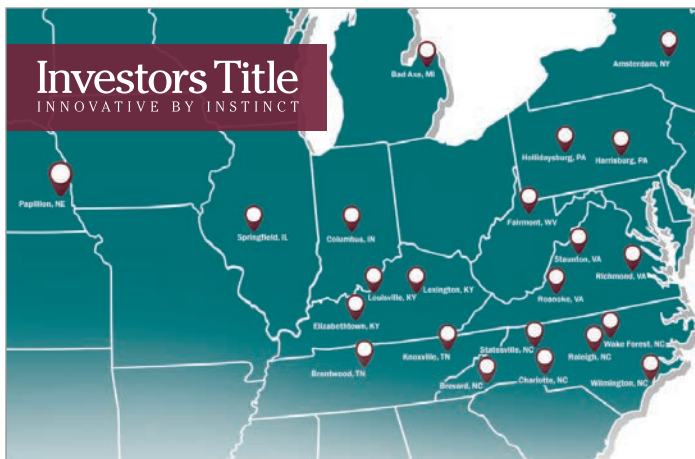 Investors Title
INNOVATIVE BY INSTINCT
Amsterdam, NY
Bad Axe, MI
Hollidaysburg, PA
Harrisburg, PA
Papillion, NE
Fairmont, WV
Springfield, IL
Columbus, IN
Staunton, VA
Richmond, VA
Louisville, KY
Lexington, KY
Roanoke, VA
Elizabethtown, KY
Knoxville, TN
Statesville, NC
Wake Forest, NC
Raleigh, NC
Brentwood, TN
Brevard, NC
Charlotte, NC
Wilmington, NC